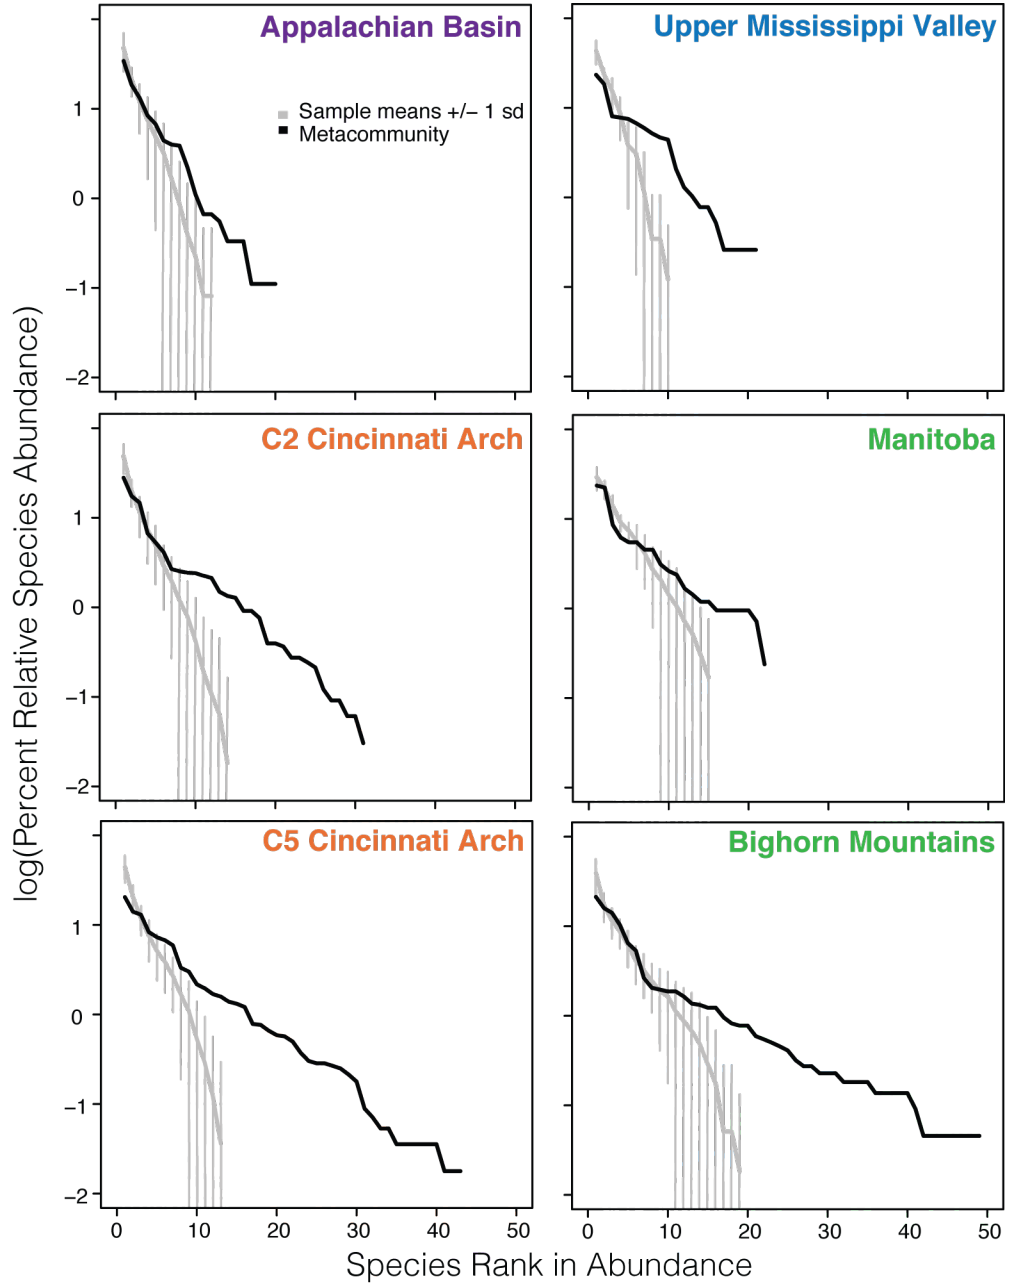 Appalachian Basin
Upper Mississippi Valley
Sample means +/– 1 sd
Metacommunity
1
0
−1
−2
C2 Cincinnati Arch
Manitoba
1
0
−1
−2
C5 Cincinnati Arch
Bighorn Mountains
1
0
−1
−2
0 10 20 30 40 50
0 10 20 30 40 50
log(Percent Relative Species Abundance)
Species Rank in Abundance